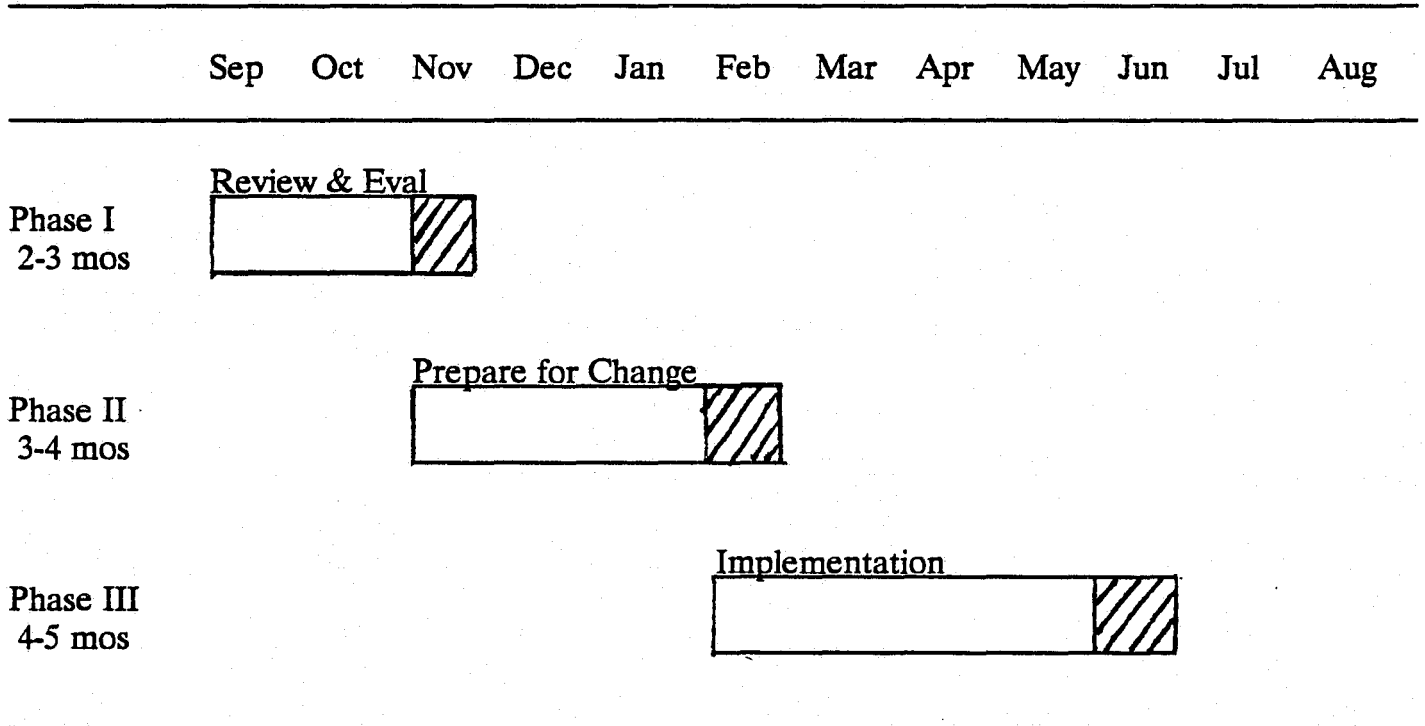 Sep Oct Nov Dec Jan Feb Mar Apr May Jun Jul Aug
Review & Eval
Phase I
2-3 mos
Prepare for Change
Phase II
3-4 mos
Implementation
Phase III
4-5 mos